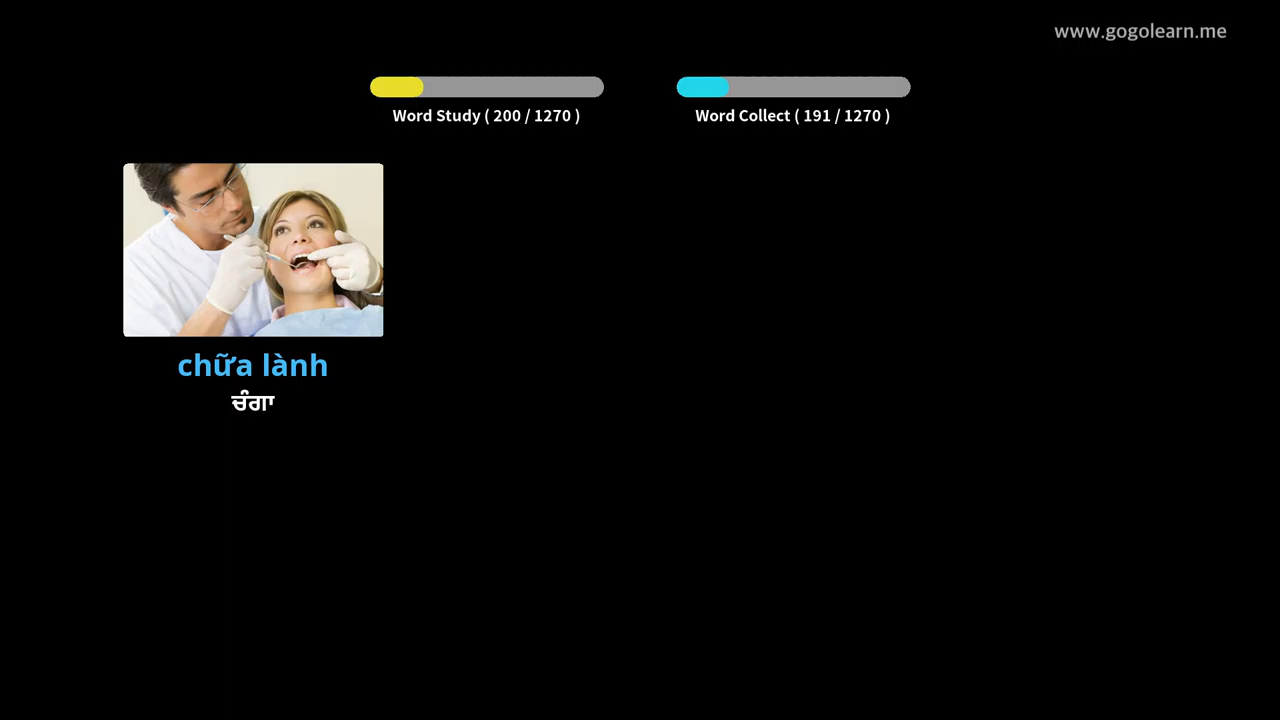 www.gogolearn.me
Word Study ( 200 / 1270 )
Word Collect ( 191 / 1270 )
chữa lành
ਚੰਗਾ